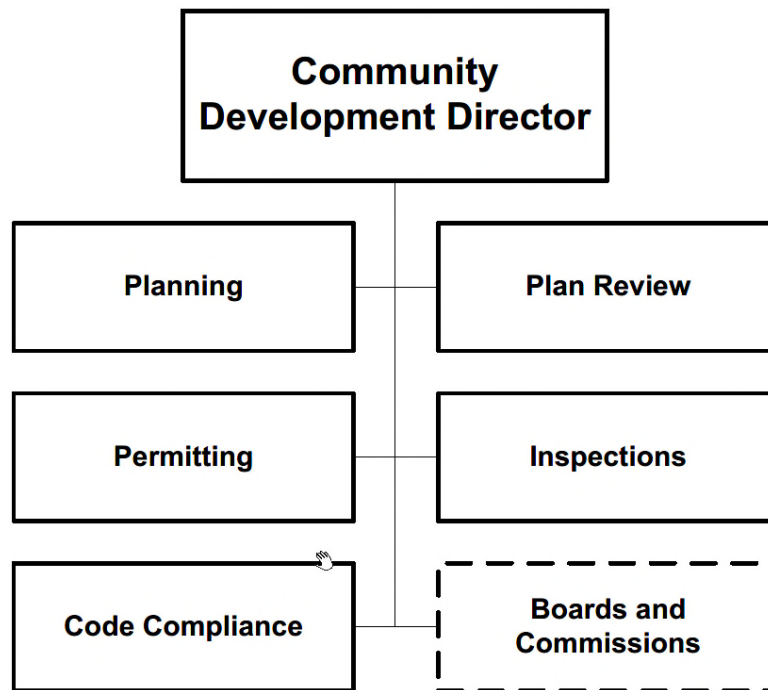 Community
Development Director
Planning
Plan Review
Permitting
Inspections
Code Compliance
Boards and
Commissions